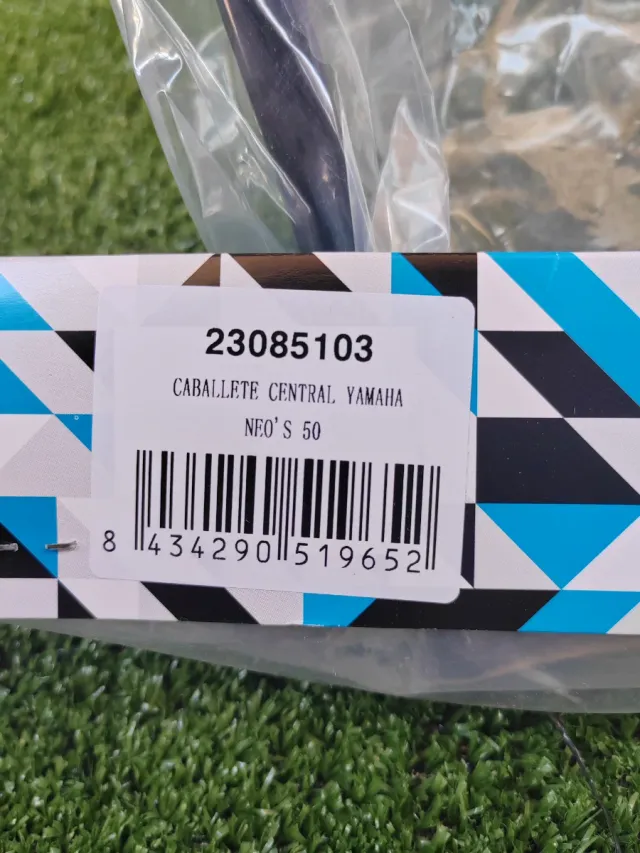 23085103
CABALLETE CENTRAL YAMAHA
NEO'S 50
8 434290 519652